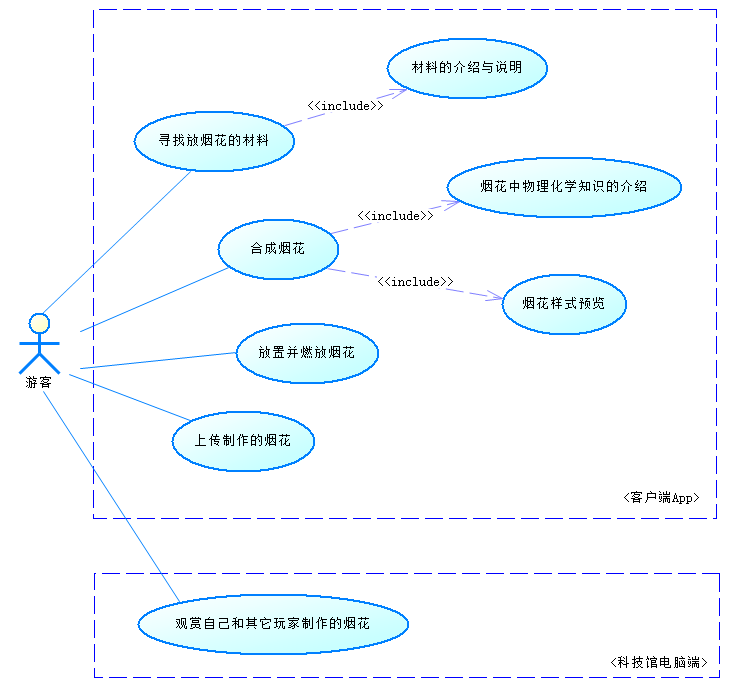 材料的介绍与说明
<<include>>
寻找放烟花的材料
烟花中物理化学知识的介绍
<<include>>
合成烟花
<<include>>
烟花样式预览
放置并燃放烟花
游客
上传制作的烟花
<客户端App>
观赏自己和其它玩家制作的烟花
<科技馆电脑端>